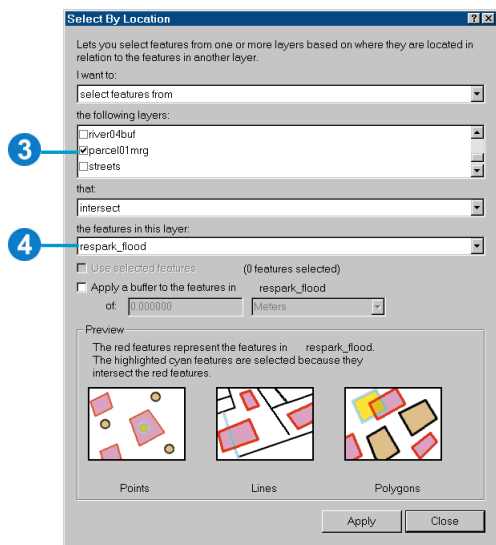 Select By Location
Lets you select features from one or more layers based on where they are located in
relation to the features in another layer.
I want to:
select features from
the following layers:
river04buf
3
parcel01mrg
streets
that:
intersect
the features in this layer:
4
respark_flood
Use selected features (0 features selected)
Apply a buffer to the features in respark_flood
of: 0.000000 Meters
Preview
The red features represent the features in respark_flood.
The highlighted cyan features are selected because they
intersect the red features.
Points Lines Polygons
Apply Close